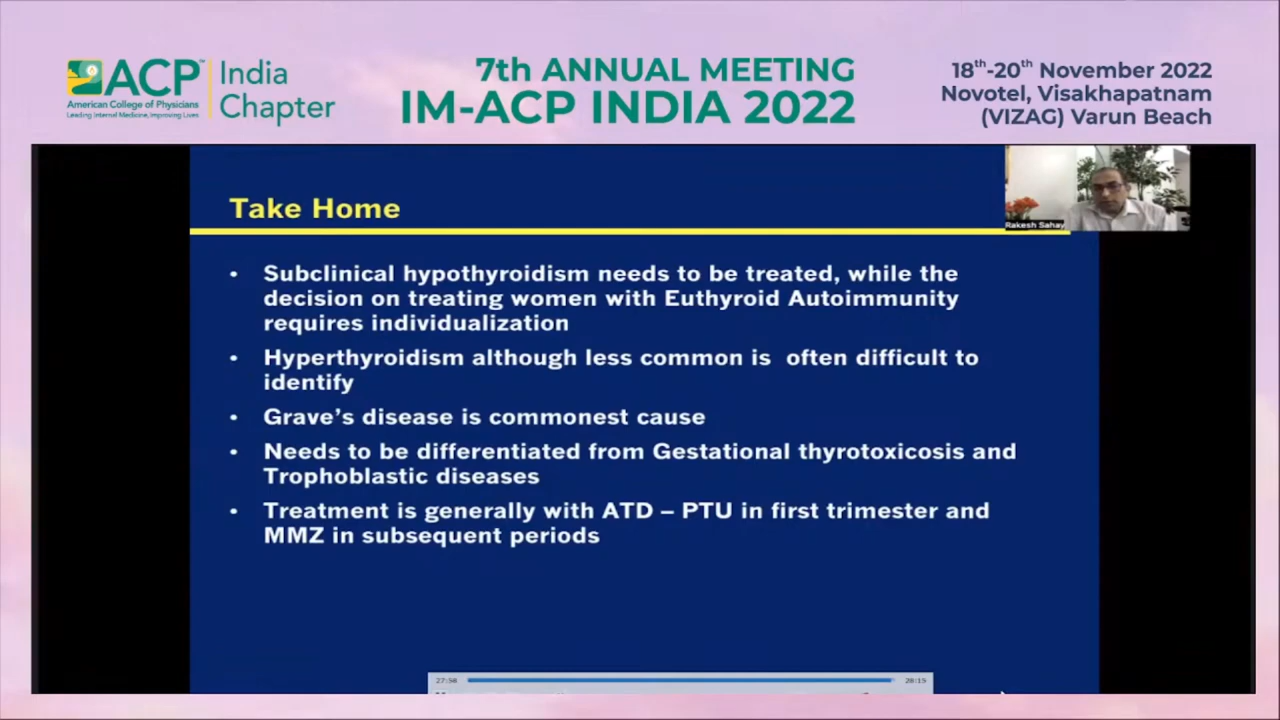 ACP
American College of Physicians
Leading Internal Medicine, Improving Lives
India
Chapter
7th ANNUAL MEETING
IM-ACP INDIA 2022
18th-20th November 2022
Novotel, Visakhapatnam
(VIZAG) Varun Beach
Rakesh Sahay
Take Home
• Subclinical hypothyroidism needs to be treated, while the
decision on treating women with Euthyroid Autoimmunity
requires individualization
• Hyperthyroidism although less common is often difficult to
identify
• Grave's disease is commonest cause
• Needs to be differentiated from Gestational thyrotoxicosis and
Trophoblastic diseases
• Treatment is generally with ATD – PTU in first trimester and
MMZ in subsequent periods
27:58
28:15